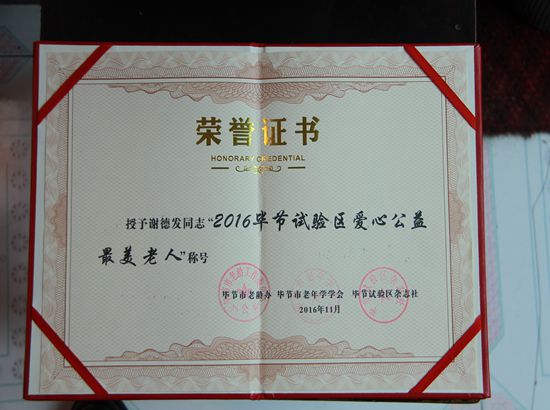 荣誉证书
HONORARY CREDENTIAL
授予谢德发同志“2016毕节试验区爱心公益
最美老人”称号
毕节市老龄办 毕节市老年学学会 毕节试验区杂志社
2016年11月